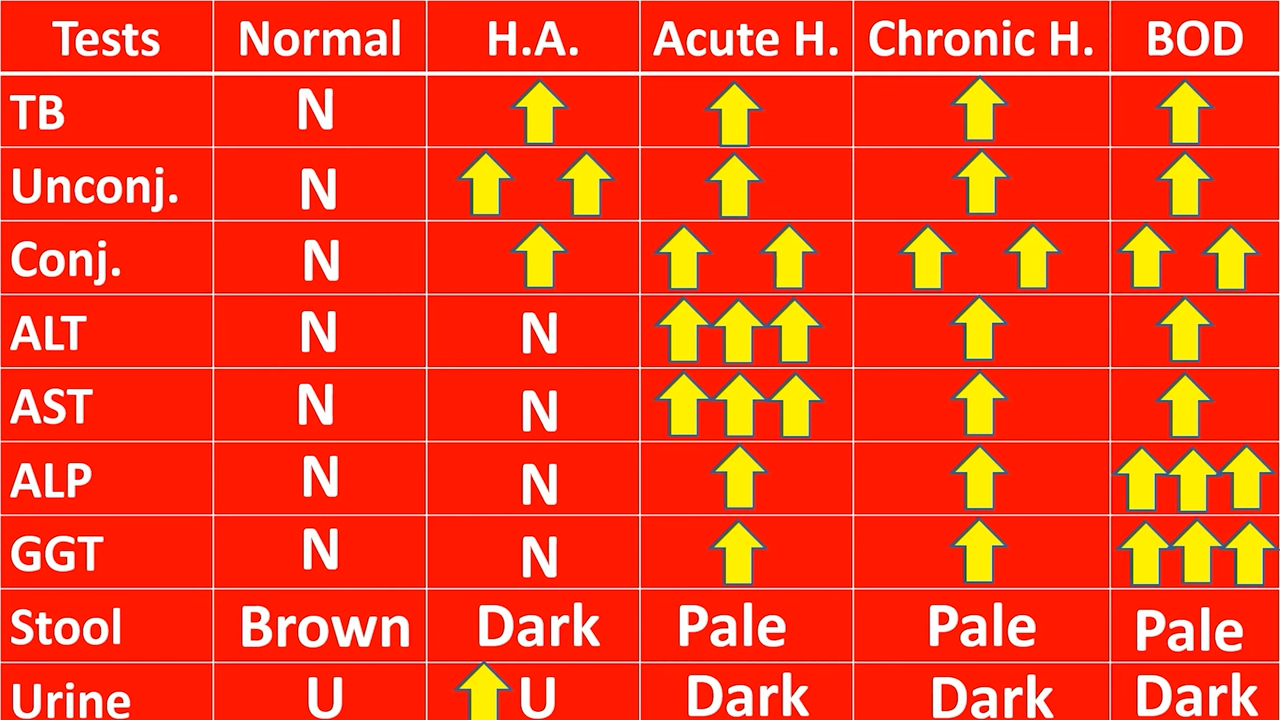 Tests Normal H.A. Acute H. Chronic H. BOD
TB N
Unconj. N
Conj. N
ALT N N
AST N N
ALP N N
GGT N N
Stool Brown Dark Pale Pale Pale
Urine U U Dark Dark Dark